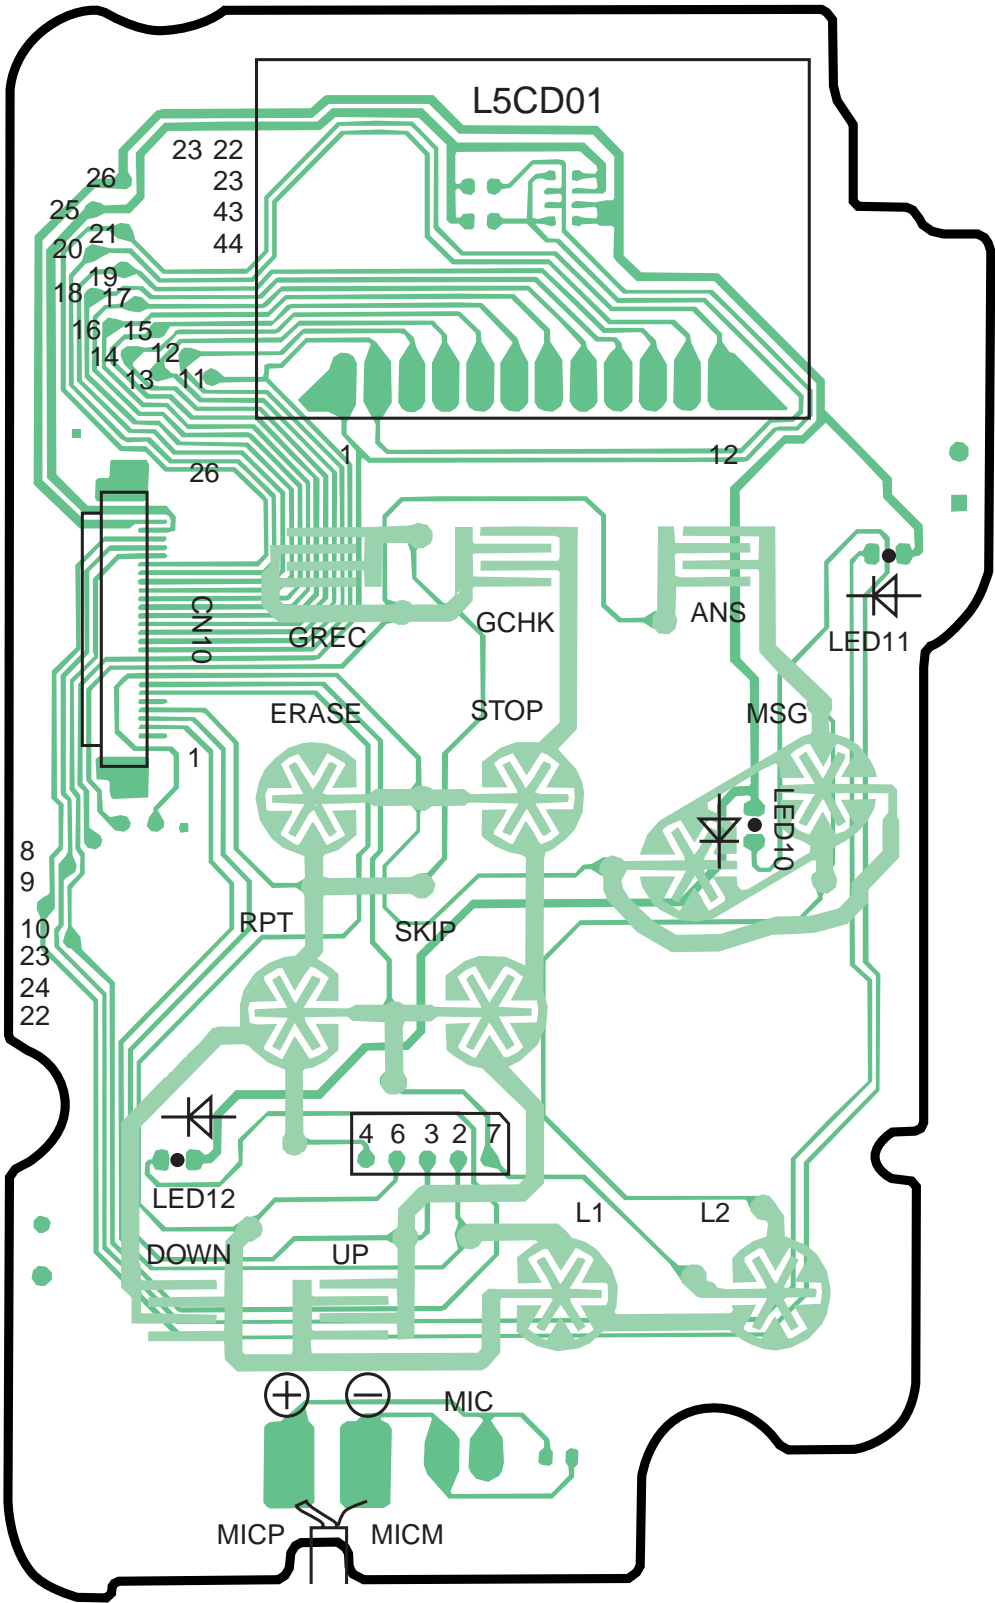 L5CD01
23 22
23
43
44
26
25
21
20
19
18
17
16
15
14
12
13
11
1
12
26
CN10
GREC
GCHK
ANS
LED11
ERASE
STOP
MSG
1
LED10
8
9
10
23
24
22
RPT
SKIP
4 6 3 2 7
LED12
L1
L2
DOWN
UP
+
−
MIC
MICP
MICM